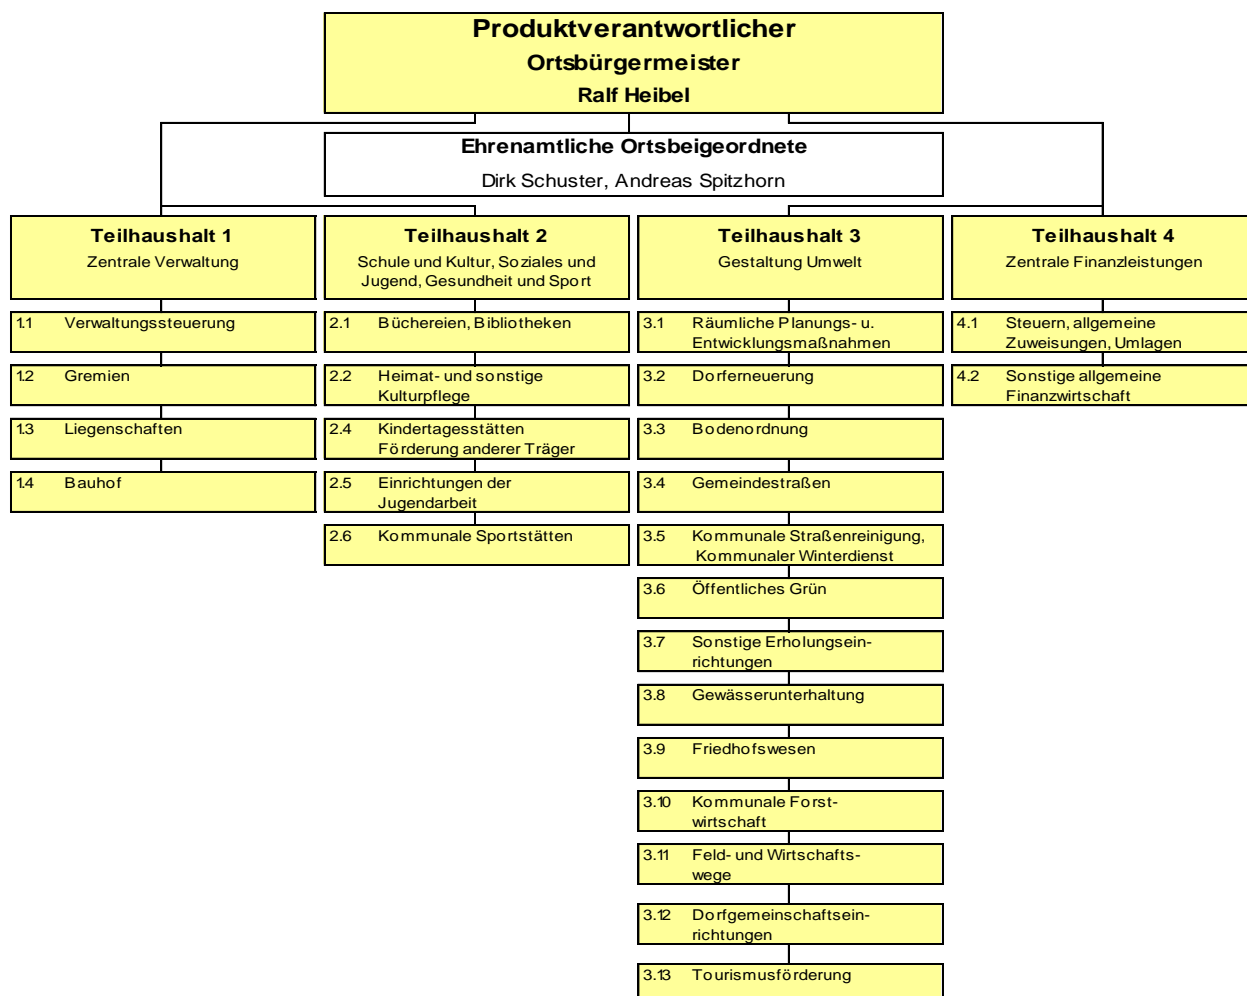 Produktverantwortlicher
Ortsbürgermeister
Ralf Heibel
Ehrenamtliche Ortsbeigeordnete
Dirk Schuster, Andreas Spitzhorn
Teilhaushalt 1
Zentrale Verwaltung
1.1 Verwaltungssteuerung
1.2 Gremien
1.3 Liegenschaften
1.4 Bauhof
Teilhaushalt 2
Schule und Kultur, Soziales und
Jugend, Gesundheit und Sport
2.1 Büchereien, Bibliotheken
2.2 Heimat- und sonstige
Kulturpflege
2.4 Kindertagesstätten
Förderung anderer Träger
2.5 Einrichtungen der
Jugendarbeit
2.6 Kommunale Sportstätten
Teilhaushalt 3
Gestaltung Umwelt
3.1 Räumliche Planungs- u.
Entwicklungsmaßnahmen
3.2 Dorferneuerung
3.3 Bodenordnung
3.4 Gemeindestraßen
3.5 Kommunale Straßenreinigung,
Kommunaler Winterdienst
3.6 Öffentliches Grün
3.7 Sonstige Erholungsein-
richtungen
3.8 Gewässerunterhaltung
3.9 Friedhofswesen
3.10 Kommunale Forst-
wirtschaft
3.11 Feld- und Wirtschafts-
wege
3.12 Dorfgemeinschaftsein-
richtungen
3.13 Tourismusförderung
Teilhaushalt 4
Zentrale Finanzleistungen
4.1 Steuern, allgemeine
Zuweisungen, Umlagen
4.2 Sonstige allgemeine
Finanzwirtschaft